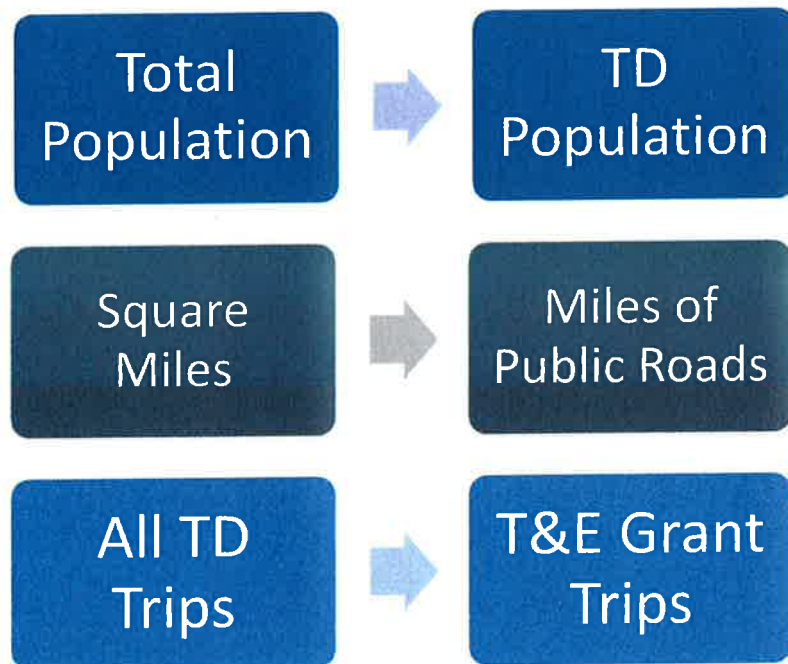 Total
Population
TD
Population
Square
Miles
Miles of
Public Roads
All TD
Trips
T&E Grant
Trips